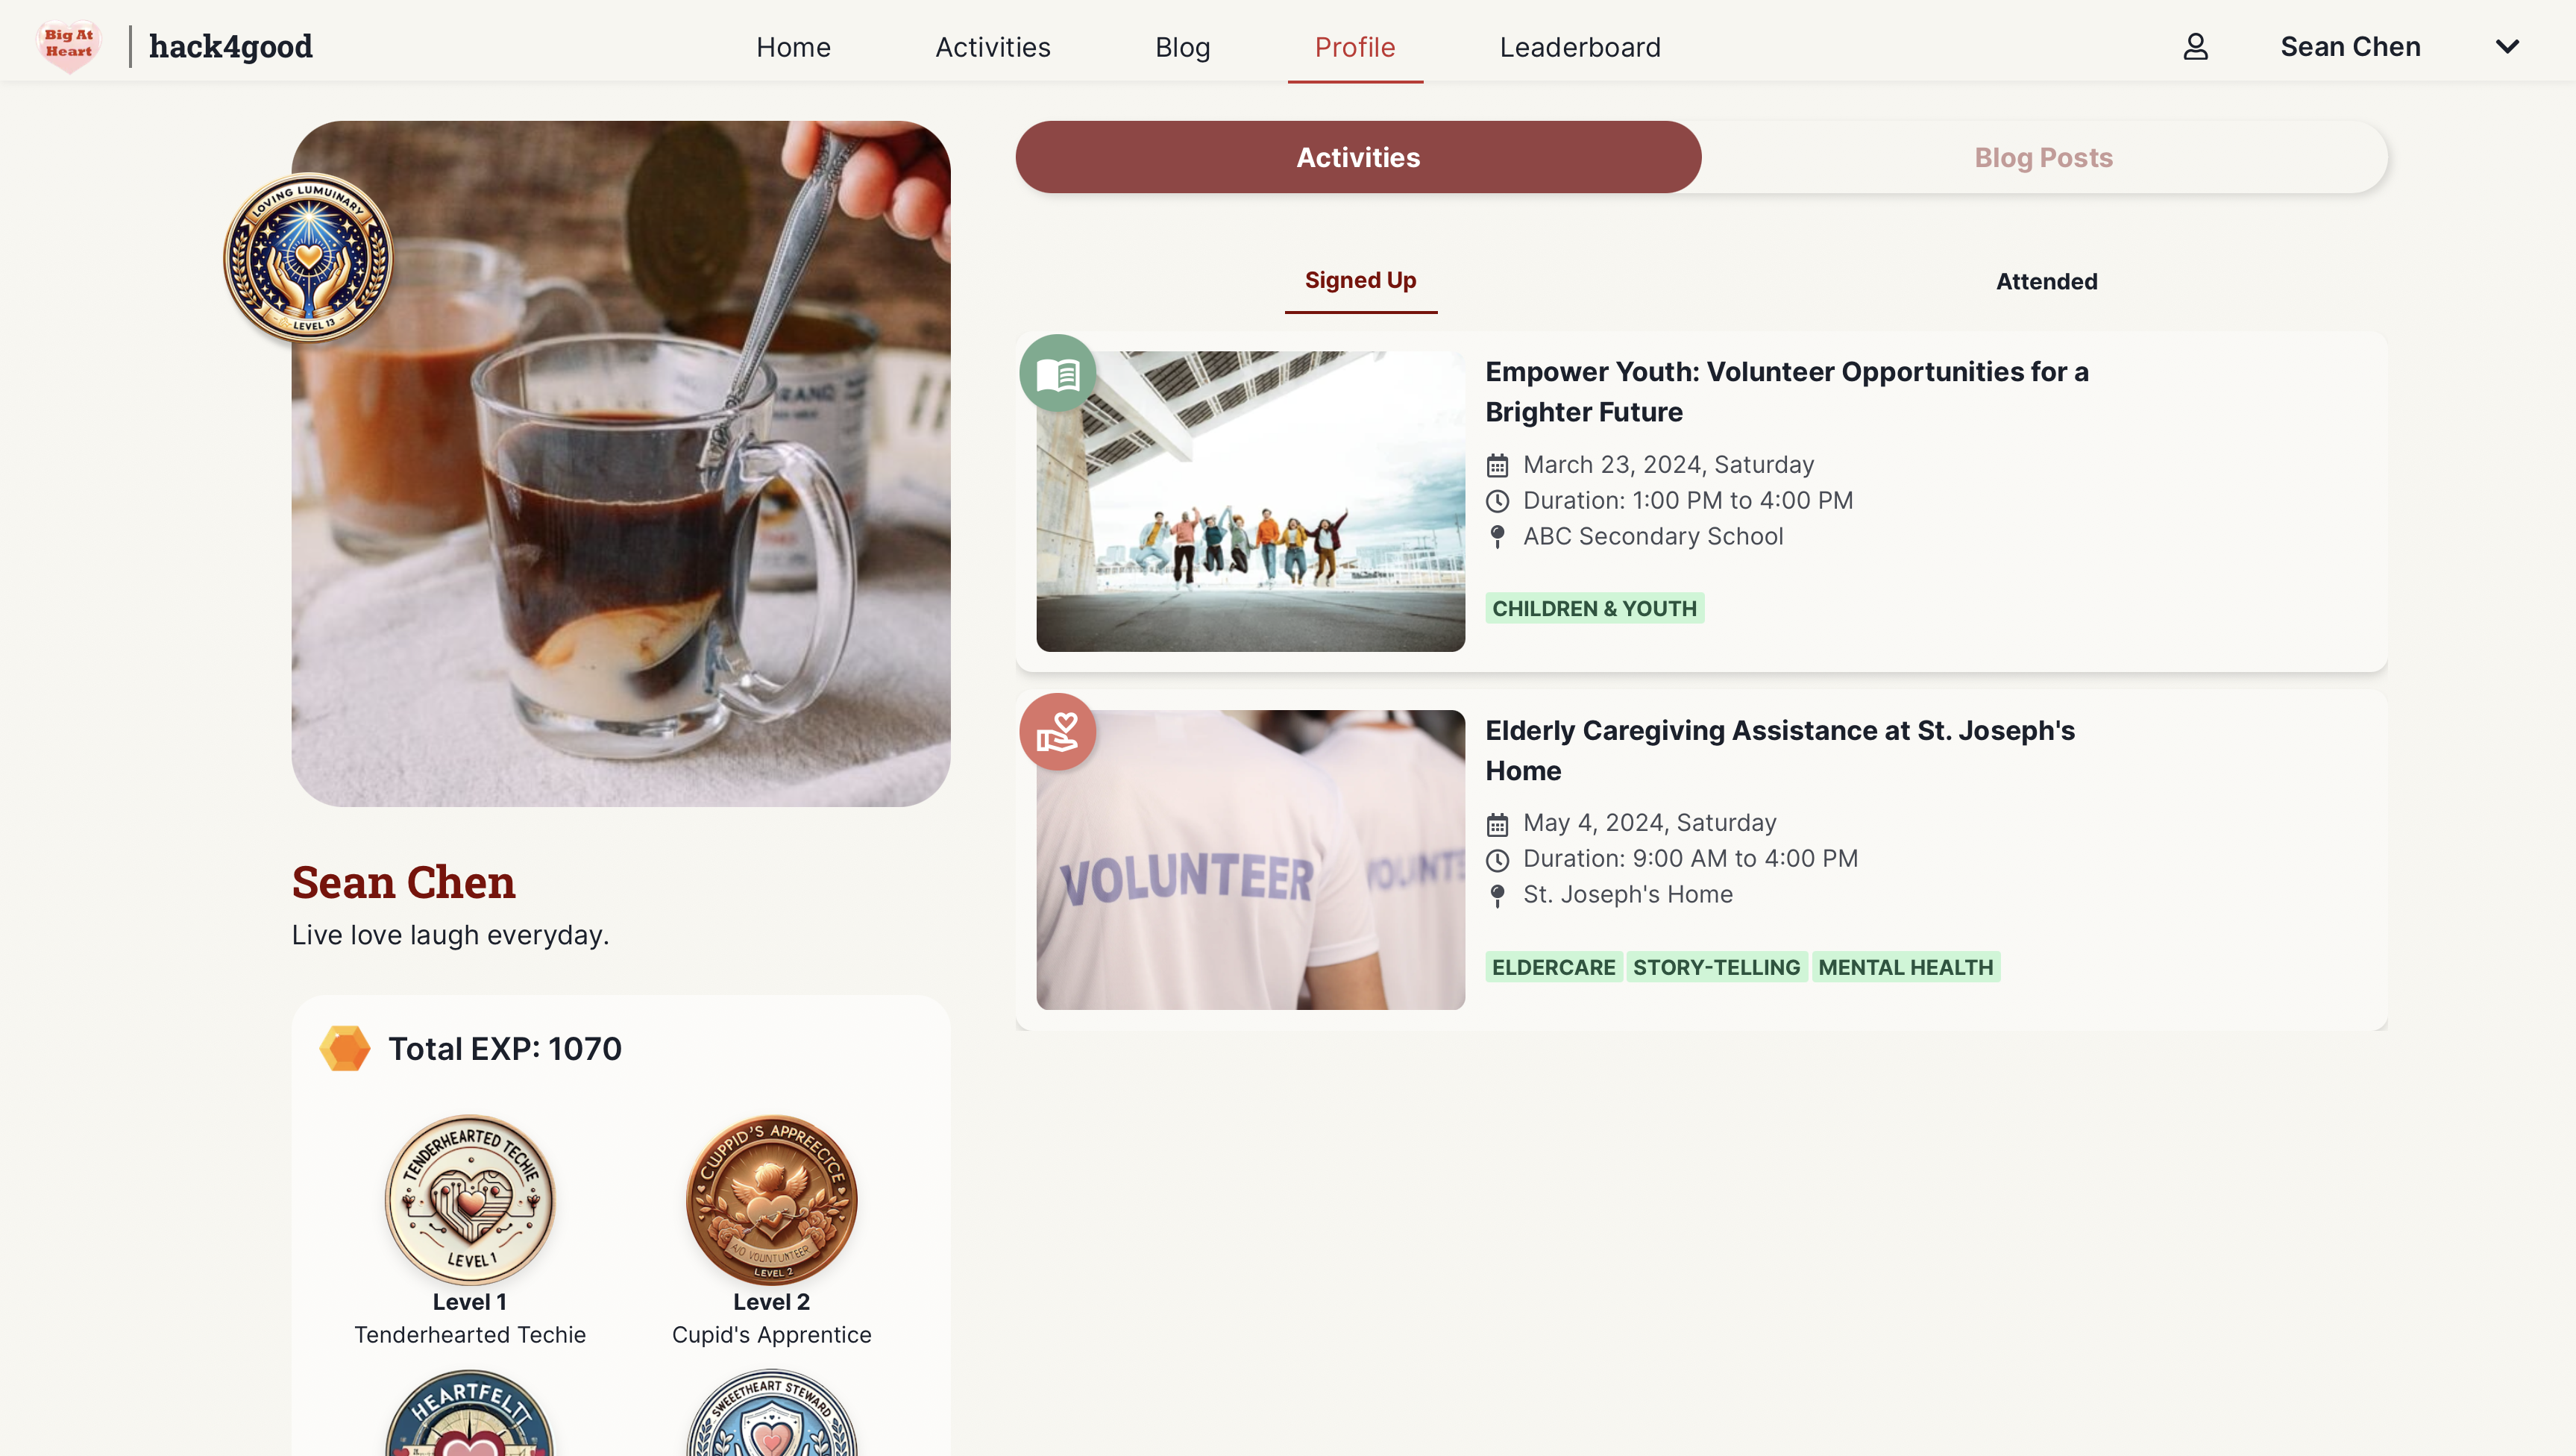 Big At
Heart
hack4good
Home
Activities
Blog
Profile
Leaderboard
Sean Chen
LOVING LUMUINARY
LEVEL 13
Activities
Blog Posts
Signed Up
Attended
Empower Youth: Volunteer Opportunities for a
Brighter Future
March 23, 2024, Saturday
Duration: 1:00 PM to 4:00 PM
ABC Secondary School
CHILDREN & YOUTH
VOLUNTEER
Elderly Caregiving Assistance at St. Joseph's
Home
May 4, 2024, Saturday
Duration: 9:00 AM to 4:00 PM
St. Joseph's Home
ELDERCARE STORY-TELLING MENTAL HEALTH
Sean Chen
Live love laugh everyday.
Total EXP: 1070
TENDERHEARTED TECHIE
LEVEL 1
Level 1
Tenderhearted Techie
LEVEL 2
Level 2
Cupid's Apprentice
SWEETHEART STEWARD